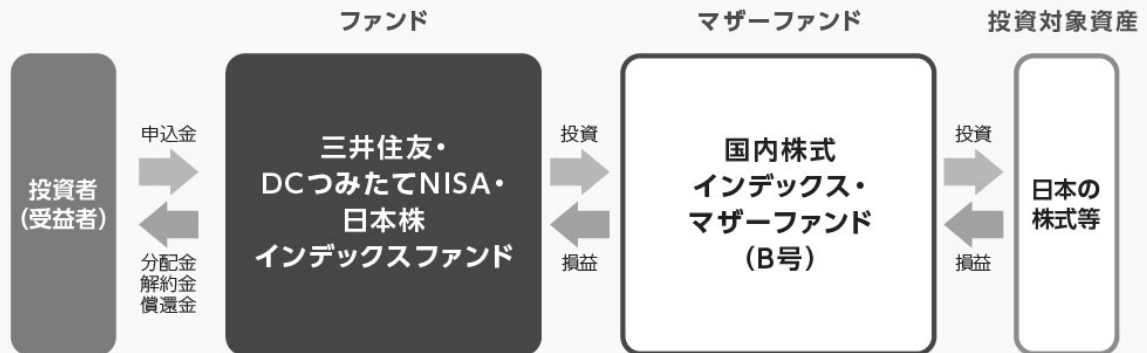 ファンド
マザーファンド
投資対象資産
投資者
(受益者)
申込金
分配金
解約金
償還金
三井住友・
DCつみたてNISA・
日本株
インデックスファンド
投資
損益
国内株式
インデックス・
マザーファンド
(B号)
投資
損益
日本の
株式等